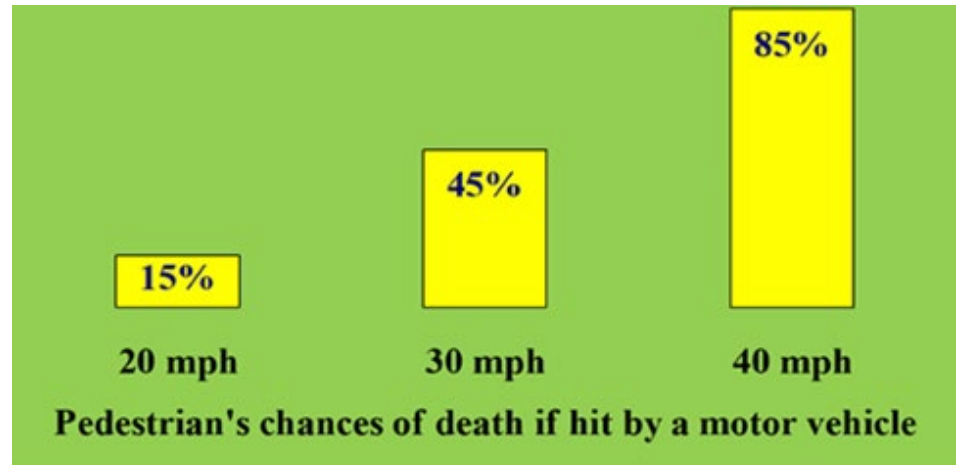 85%
45%
15%
20 mph 30 mph 40 mph
Pedestrian's chances of death if hit by a motor vehicle